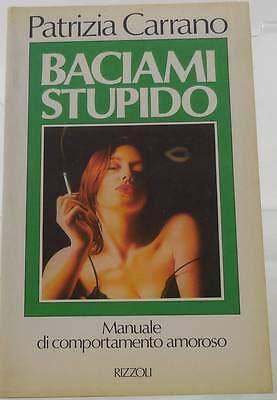 Patrizia Carrano
BACIAMI
STUPIDO
Manuale
di comportamento amoroso
RIZZOLI